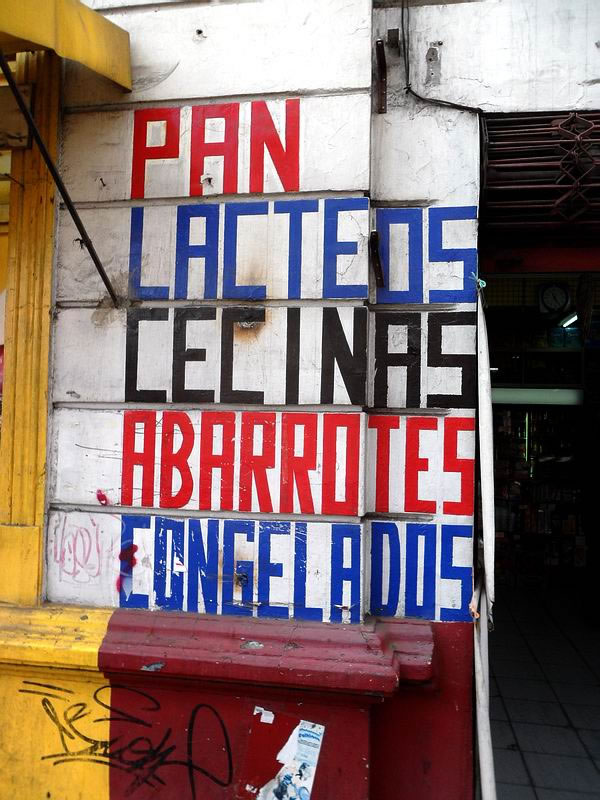 PAN
LACTEOS
CECINAS
ABARROTES
CONGELADOS